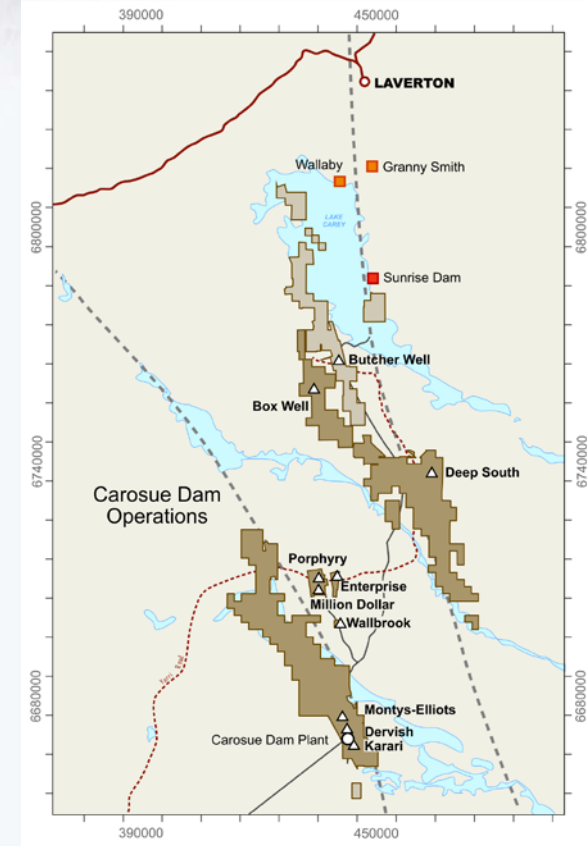 390000
450000
LAVERTON
Wallaby
Granny Smith
6800000
6800000
LAKE
CAREY
Sunrise Dam
Butcher Well
Box Well
6740000
6740000
Deep South
Carosue Dam
Operations
Porphyry
Enterprise
Million Dollar
Wallbrook
6680000
6680000
Montys-Elliots
Dervish
Carosue Dam Plant
Karari
390000
450000